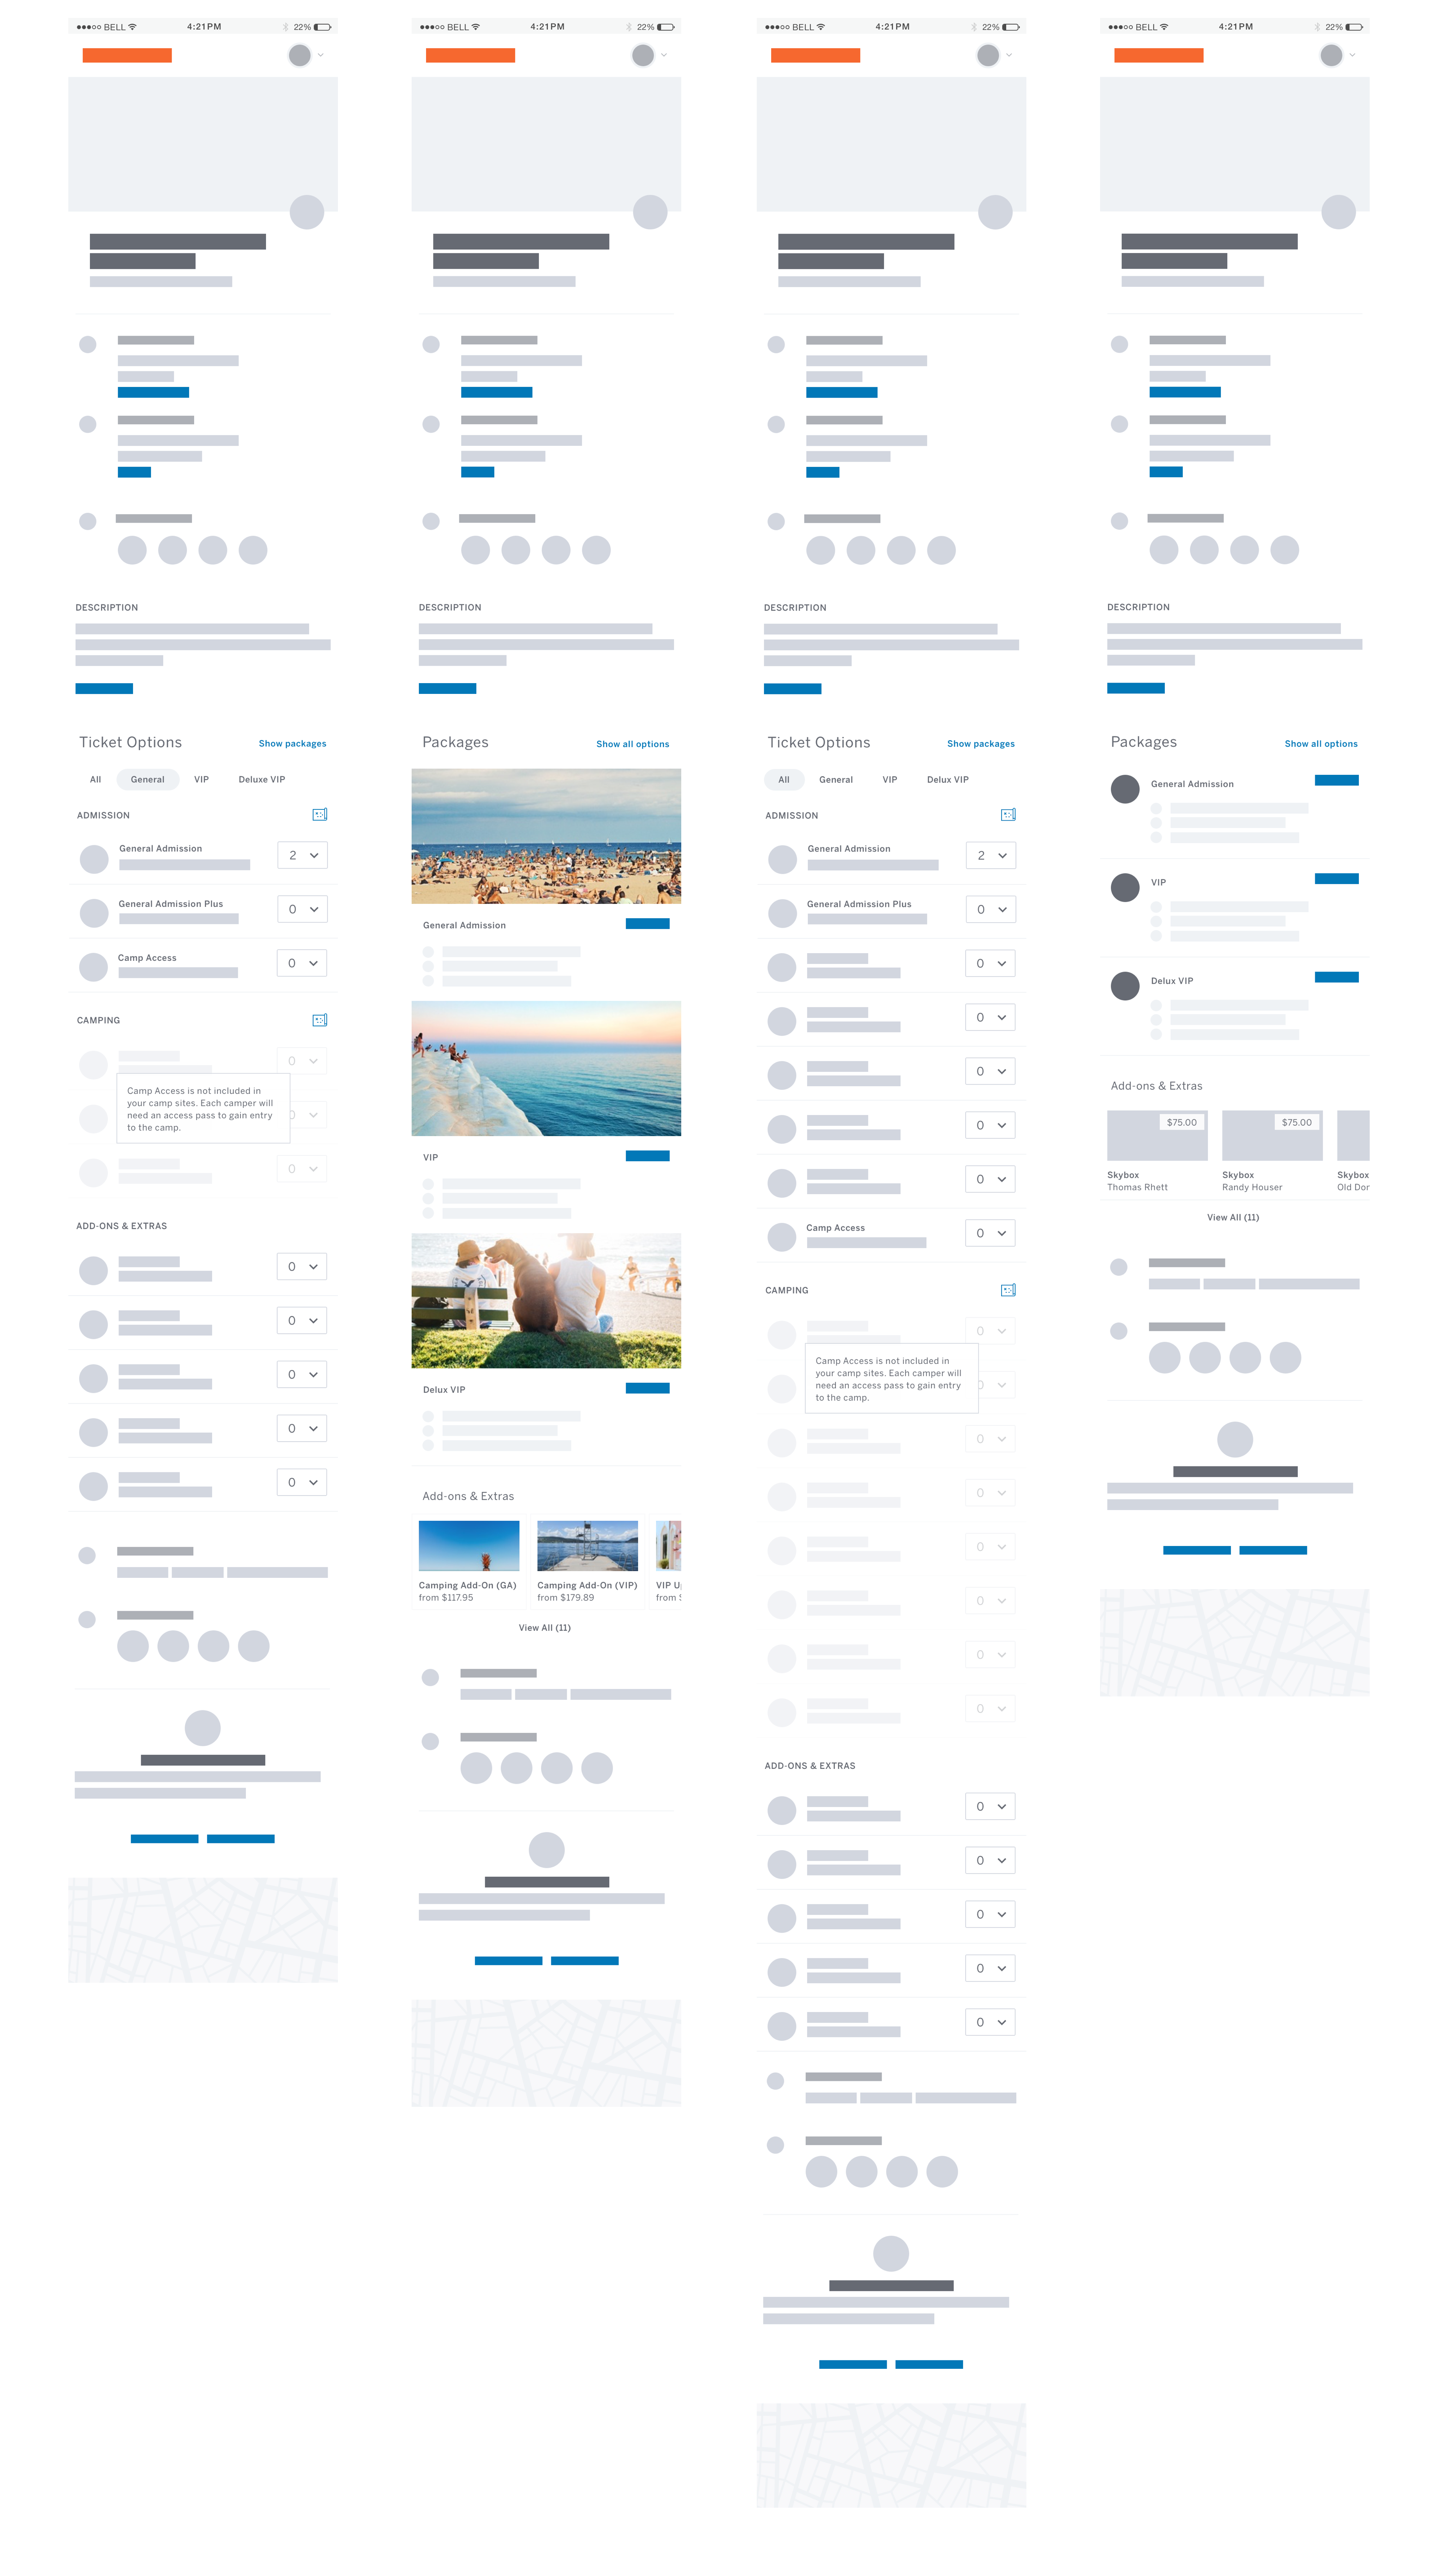 BELL 4:21PM 22%
DESCRIPTION
Ticket Options Show packages
All General VIP Deluxe VIP
ADMISSION
General Admission 2
General Admission Plus 0
Camp Access 0
CAMPING
0
Camp Access is not included in
your camp sites. Each camper will
need an access pass to gain entry
to the camp.
0
0
ADD-ONS & EXTRAS
0
0
0
0
0
BELL 4:21PM 22%
DESCRIPTION
Packages Show all options
General Admission
VIP
Delux VIP
Add-ons & Extras
Camping Add-On (GA) Camping Add-On (VIP) VIP
from $117.95 from $179.89 from
View All (11)
BELL 4:21PM 22%
DESCRIPTION
Ticket Options Show packages
All General VIP Delux VIP
ADMISSION
General Admission 2
General Admission Plus 0
0
0
0
0
0
Camp Access 0
CAMPING
0
Camp Access is not included in
your camp sites. Each camper will
need an access pass to gain entry
to the camp.
0
0
0
0
0
0
0
ADD-ONS & EXTRAS
0
0
0
0
0
BELL 4:21PM 22%
DESCRIPTION
Packages Show all options
General Admission
VIP
Delux VIP
Add-ons & Extras
$75.00 $75.00
Skybox Skybox Skybox
Thomas Rhett Randy Houser Old Dor
View All (11)